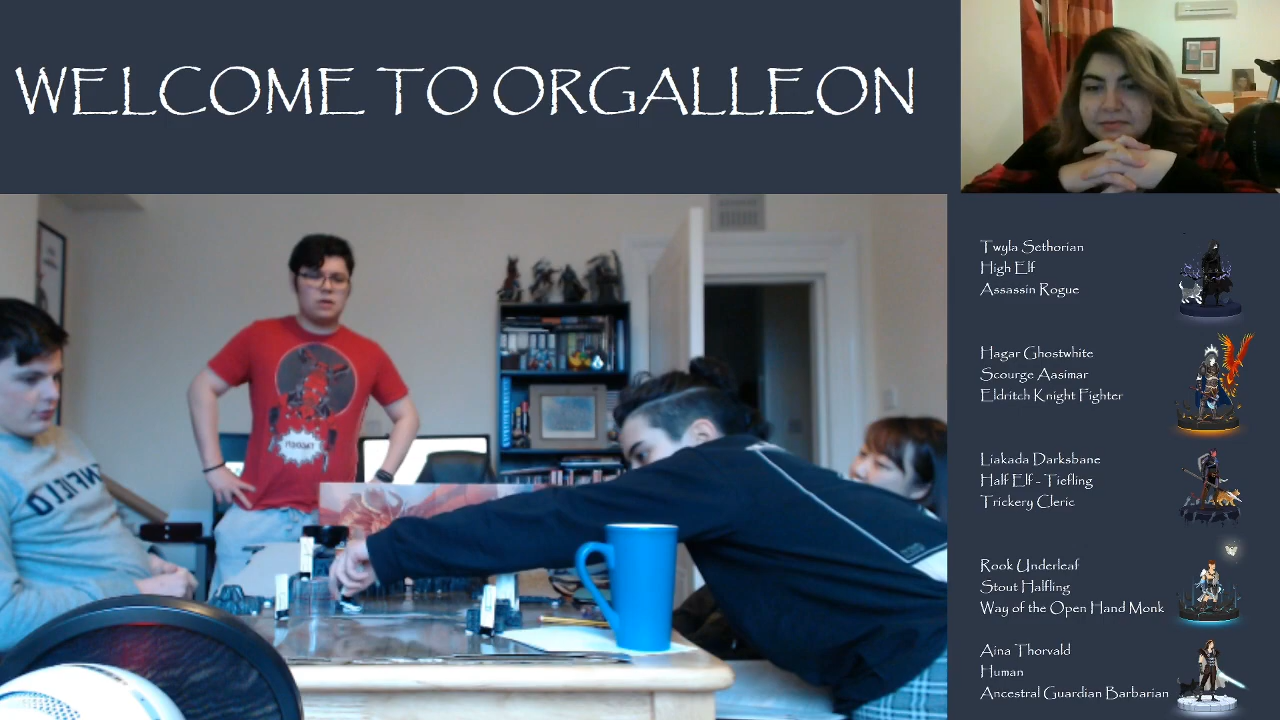 WELCOME TO ORGALLEON
Twyla Sethorian
High Elf
Assassin Rogue
Hagar Ghostwhite
Scourge Aasimar
Eldritch Knight Fighter
Liakada Darksbane
Half Elf - Tiefling
Trickery Cleric
Rook Underleaf
Stout Halfling
Way of the Open Hand Monk
Aina Thorvald
Human
Ancestral Guardian Barbarian